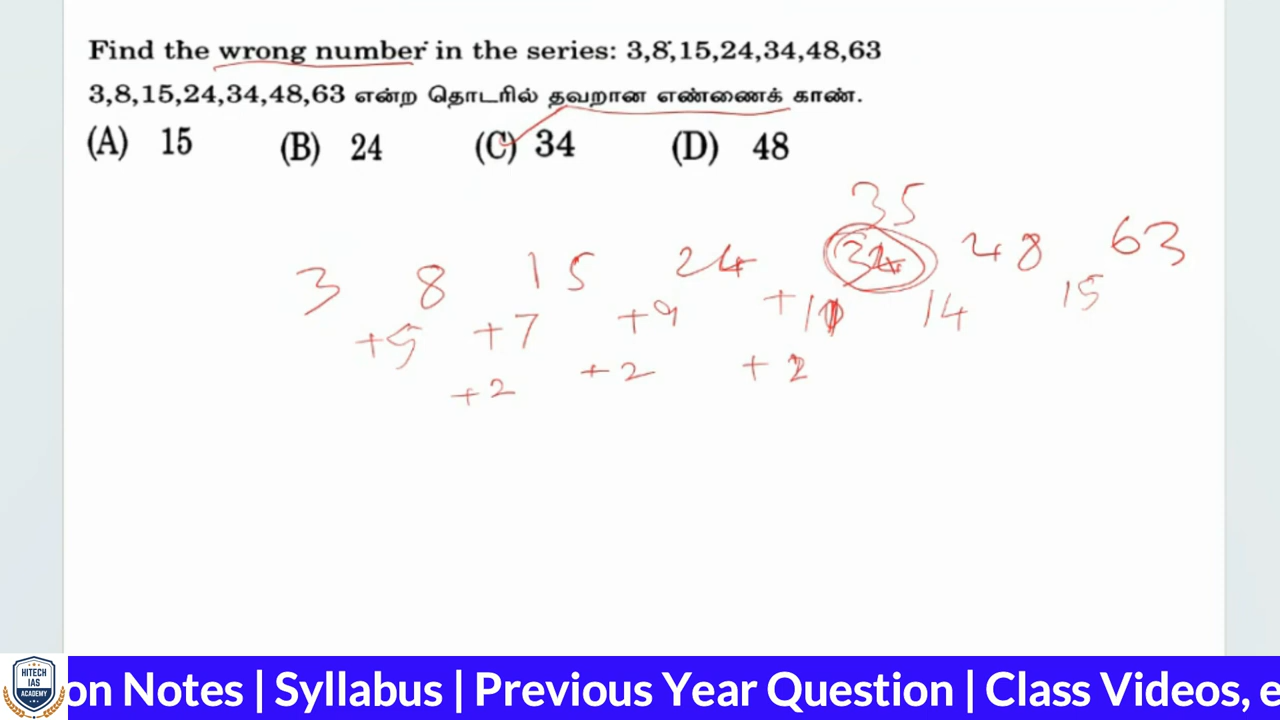 Find the wrong number in the series: 3,8,15,24,34,48,63
3,8,15,24,34,48,63 என்ற தொடரில் தவறான எண்ணைக் காண்.
(A) 15 (B) 24 (C) 34 (D) 48
35
3 8 15 24 34 48 63
+5 +7 +9 +11 14 15
+2 +2 +2
HITECH
IAS
ACADEMY
on Notes | Syllabus | Previous Year Question | Class Videos, e